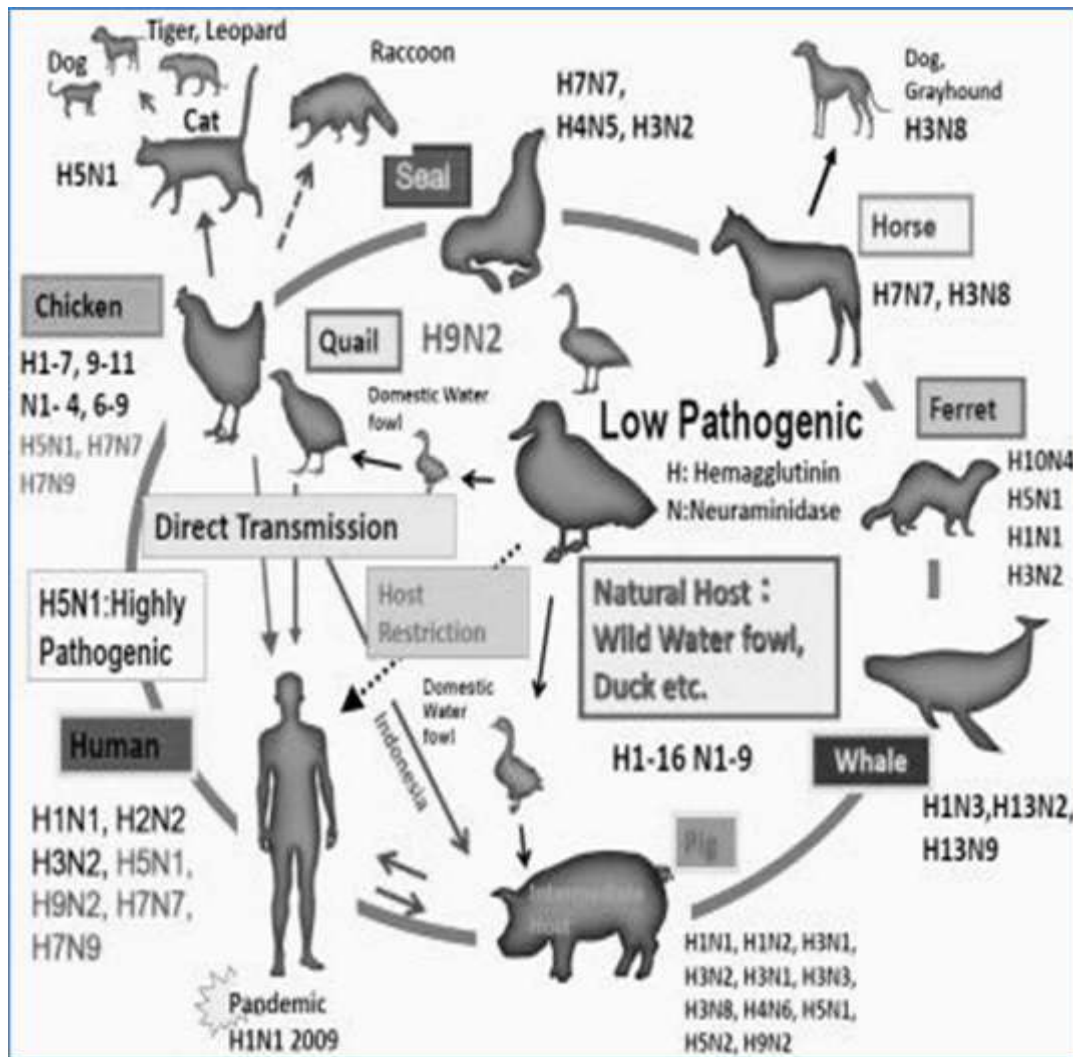 Tiger, Leopard
Dog
Cat
H5N1
Raccoon
Seal
H7N7,
H4N5, H3N2
Dog,
Grayhound
H3N8
Horse
H7N7, H3N8
Chicken
H1-7, 9-11
N1- 4, 6-9
H5N1, H7N7
H7N9
Quail
H9N2
Domestic Water
fowl
Low Pathogenic
H: Hemagglutinin
N:Neuraminidase
Ferret
H10N4
H5N1
H1N1
H3N2
Direct Transmission
Host
Restriction
Natural Host :
Wild Water fowl,
Duck etc.
H1-16 N1-9
H5N1:Highly
Pathogenic
Domestic
Water
fowl
Indonesia
Human
H1N1, H2N2
H3N2, H5N1,
H9N2, H7N7,
H7N9
Whale
H1N3,H13N2,
H13N9
Pig
Intermediate
Host
H1N1, H1N2, H3N1,
H3N2, H3N1, H3N3,
H3N8, H4N6, H5N1,
H5N2, H9N2
Pandemic
H1N1 2009